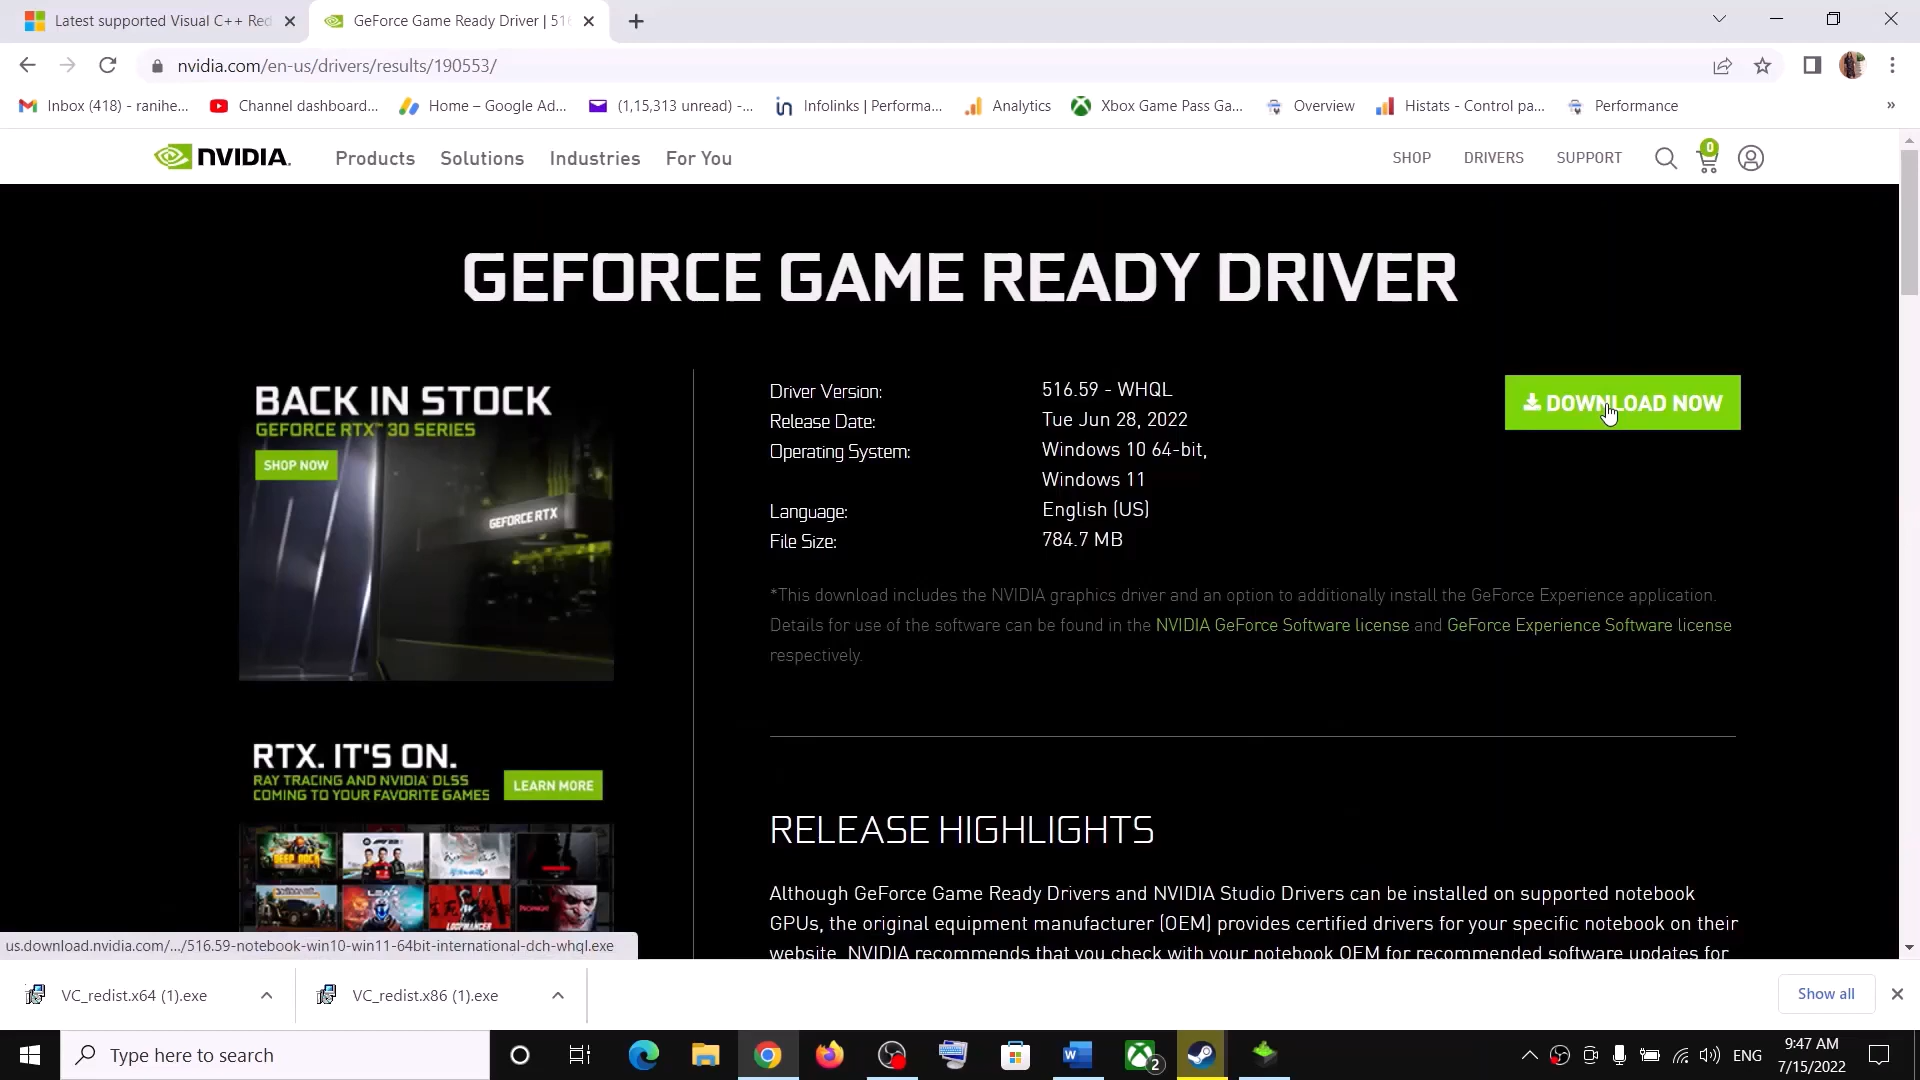 Latest supported Visual C++ Red
GeForce Game Ready Driver | 516
nvidia.com/en-us/drivers/results/190553/
Inbox (418) - ranihe...
Channel dashboard...
Home – Google Ad...
(1,15,313 unread) -...
Infolinks | Performa...
Analytics
Xbox Game Pass Ga...
Overview
Histats - Control pa...
Performance
»
NVIDIA.
Products
Solutions
Industries
For You
SHOP
DRIVERS
SUPPORT
0
GEFORCE GAME READY DRIVER
BACK IN STOCK
GEFORCE RTX™ 30 SERIES
SHOP NOW
GEFORCE RTX
Driver Version: 516.59 - WHQL
Release Date: Tue Jun 28, 2022
Operating System: Windows 10 64-bit,
Windows 11
Language: English (US)
File Size: 784.7 MB
DOWNLOAD NOW
*This download includes the NVIDIA graphics driver and an option to additionally install the GeForce Experience application.
Details for use of the software can be found in the NVIDIA GeForce Software license and GeForce Experience Software license
respectively.
RTX. IT'S ON.
RAY TRACING AND NVIDIA DLSS
COMING TO YOUR FAVORITE GAMES
LEARN MORE
RELEASE HIGHLIGHTS
Although GeForce Game Ready Drivers and NVIDIA Studio Drivers can be installed on supported notebook
GPUs, the original equipment manufacturer (OEM) provides certified drivers for your specific notebook on their
website. NVIDIA recommends that you check with your notebook OEM for recommended software updates for
us.download.nvidia.com/.../516.59-notebook-win10-win11-64bit-international-dch-whql.exe
VC_redist.x64 (1).exe
VC_redist.x86 (1).exe
Show all
Type here to search
2
ENG
9:47 AM
7/15/2022